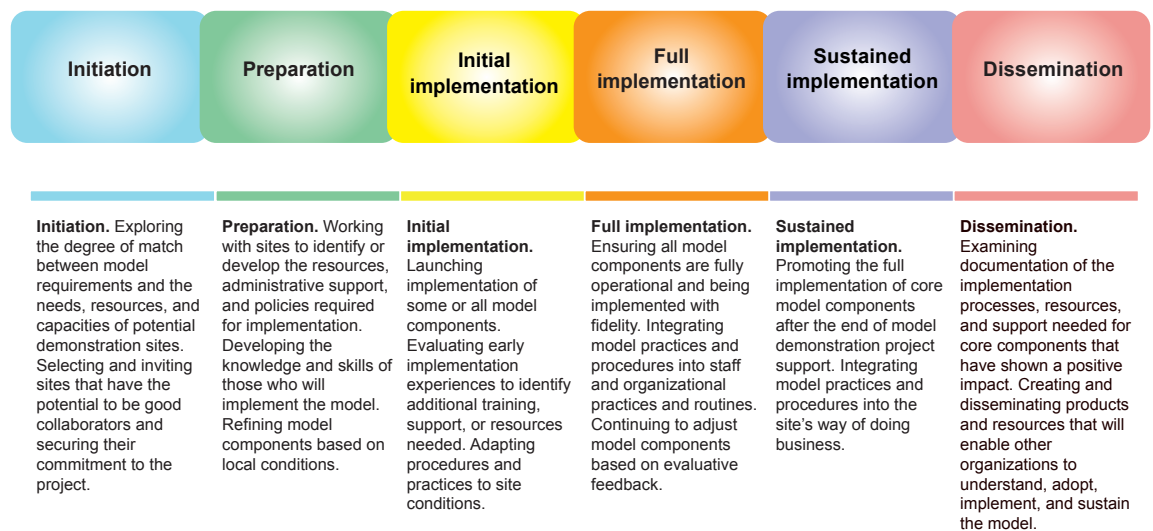 Initiation
Preparation
Initial
implementation
Full
implementation
Sustained
implementation
Dissemination
Initiation. Exploring
the degree of match
between model
requirements and the
needs, resources, and
capacities of potential
demonstration sites.
Selecting and inviting
sites that have the
potential to be good
collaborators and
securing their
commitment to the
project.
Preparation. Working
with sites to identify or
develop the resources,
administrative support,
and policies required
for implementation.
Developing the
knowledge and skills of
those who will
implement the model.
Refining model
components based on
local conditions.
Initial
implementation.
Launching
implementation of
some or all model
components.
Evaluating early
implementation
experiences to identify
additional training,
support, or resources
needed. Adapting
procedures and
practices to site
conditions.
Full implementation.
Ensuring all model
components are fully
operational and being
implemented with
fidelity. Integrating
model practices and
procedures into staff
and organizational
practices and routines.
Continuing to adjust
model components
based on evaluative
feedback.
Sustained
implementation.
Promoting the full
implementation of core
model components
after the end of model
demonstration project
support. Integrating
model practices and
procedures into the
site's way of doing
business.
Dissemination.
Examining
documentation of the
implementation
processes, resources,
and support needed for
core components that
have shown a positive
impact. Creating and
disseminating products
and resources that will
enable other
organizations to
understand, adopt,
implement, and sustain
the model.